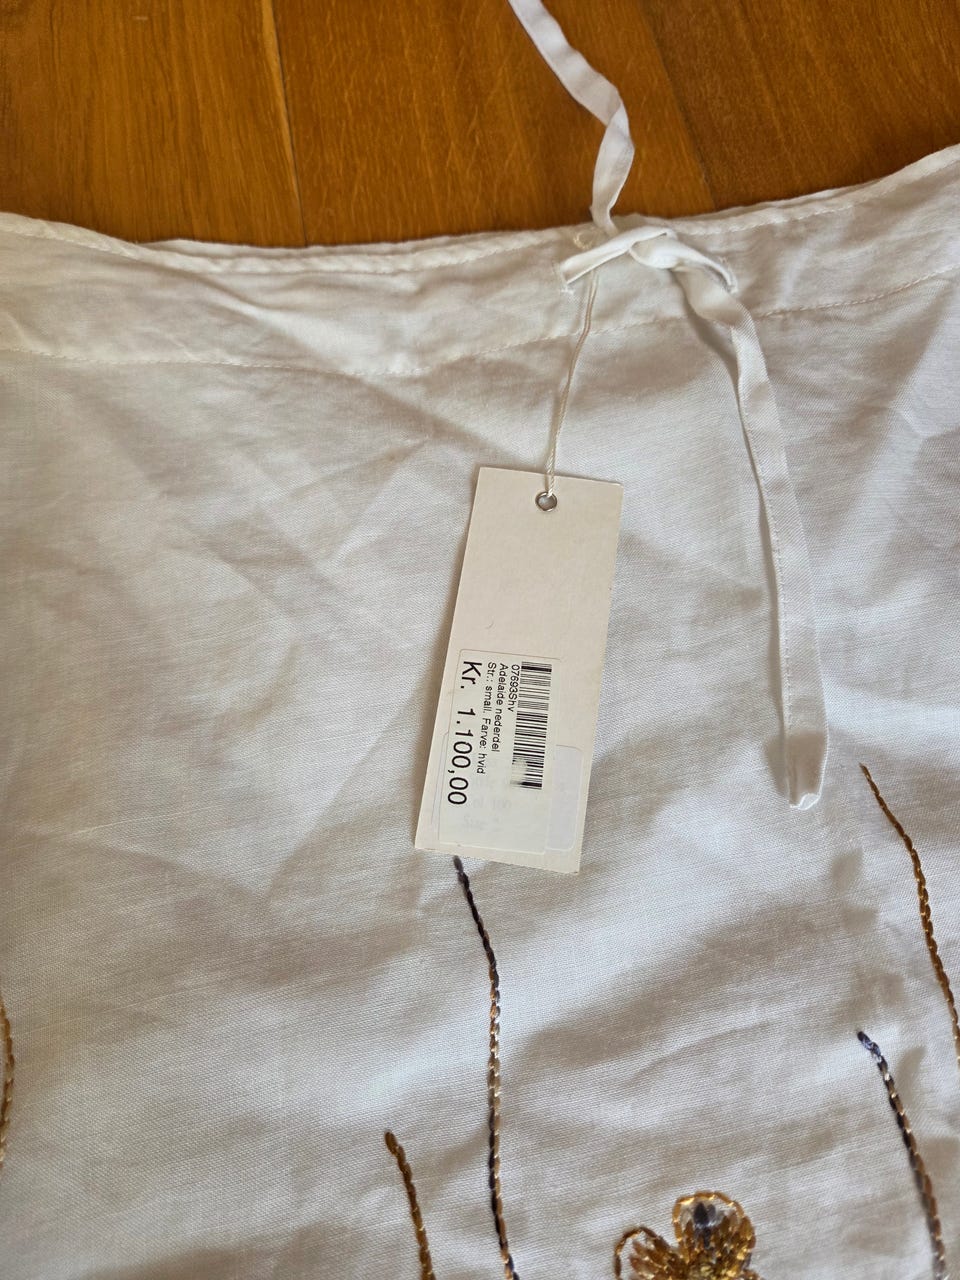 07693Shv
Adelaide nederdel
Str.: small. Farve: hvid
Kr. 1.100,00